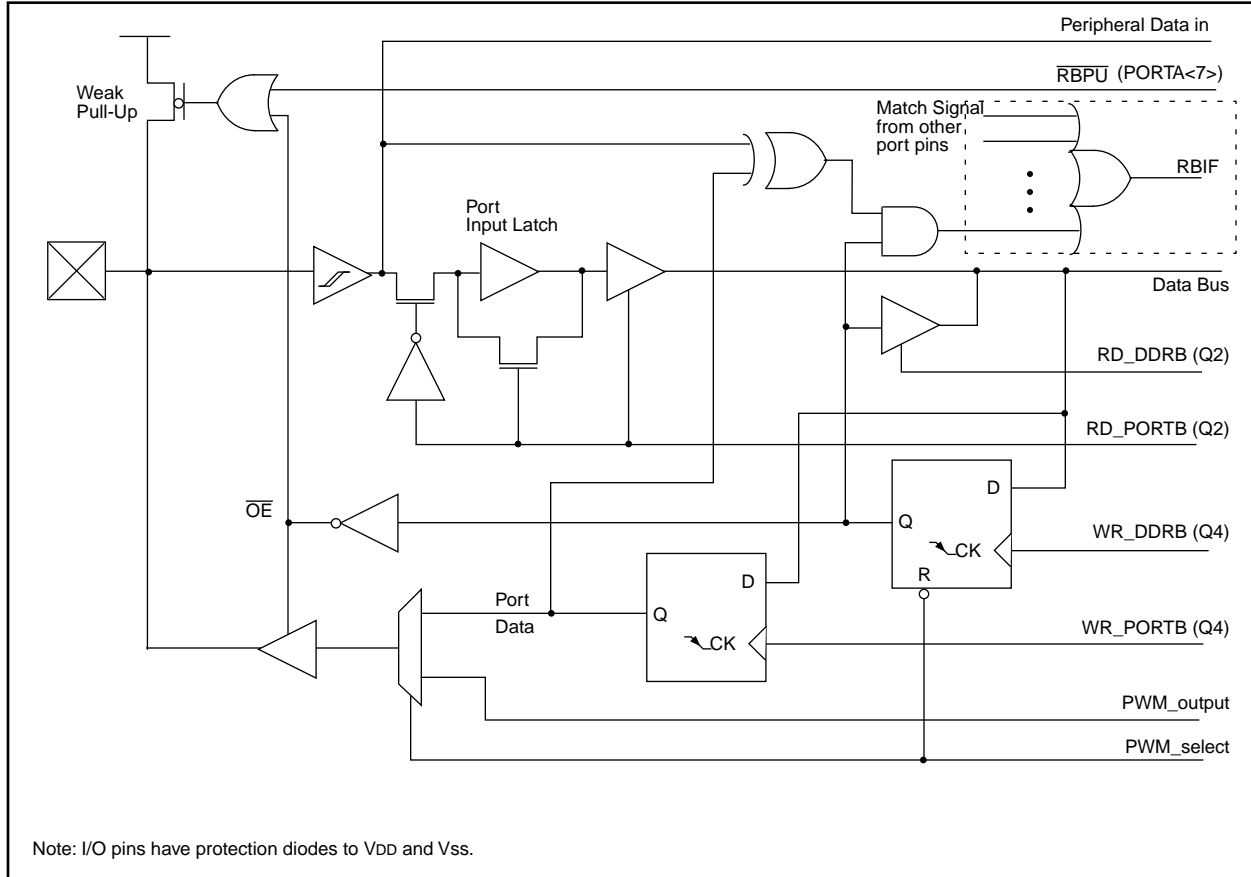 Peripheral Data in
RBPU (PORTA<7>)
Weak
Pull-Up
Match Signal
from other
port pins
RBIF
Port
Input Latch
Data Bus
RD_DDRB (Q2)
RD_PORTB (Q2)
D
OE
Q
CK
WR_DDRB (Q4)
R
D
Port
Data
Q
CK
WR_PORTB (Q4)
PWM_output
PWM_select
Note: I/O pins have protection diodes to VDD and Vss.